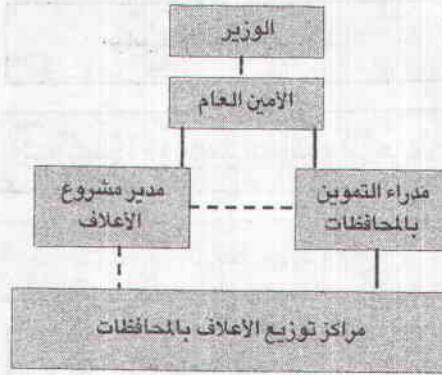 الوزير
الأمين العام
مدراء التموين
بالمحافظات
مدير مشروع
الأعلاف
مراكز توزيع الأعلاف بالمحافظات